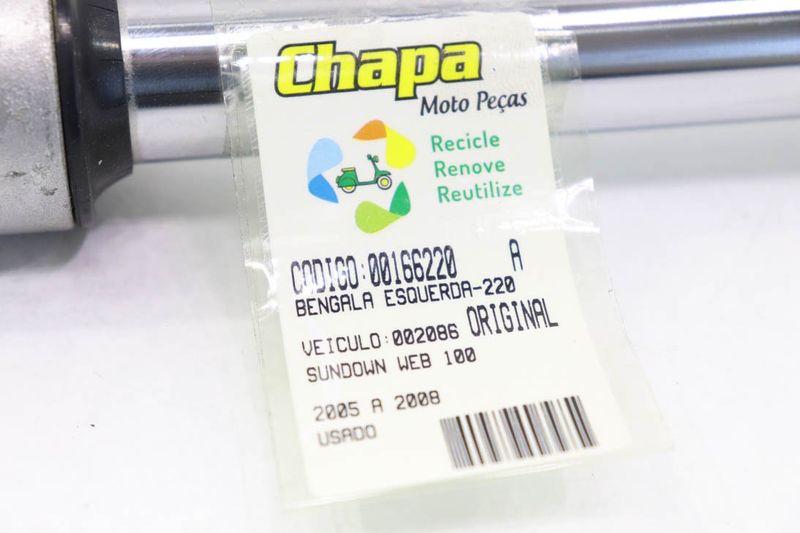 Chapa
Moto Peças
Recicle
Renove
Reutilize
CODIGO:00166220 A
BENGALA ESQUERDA-220
VEICULO:002086 ORIGINAL
SUNDOWN WEB 100
2005 A 2008
USADO